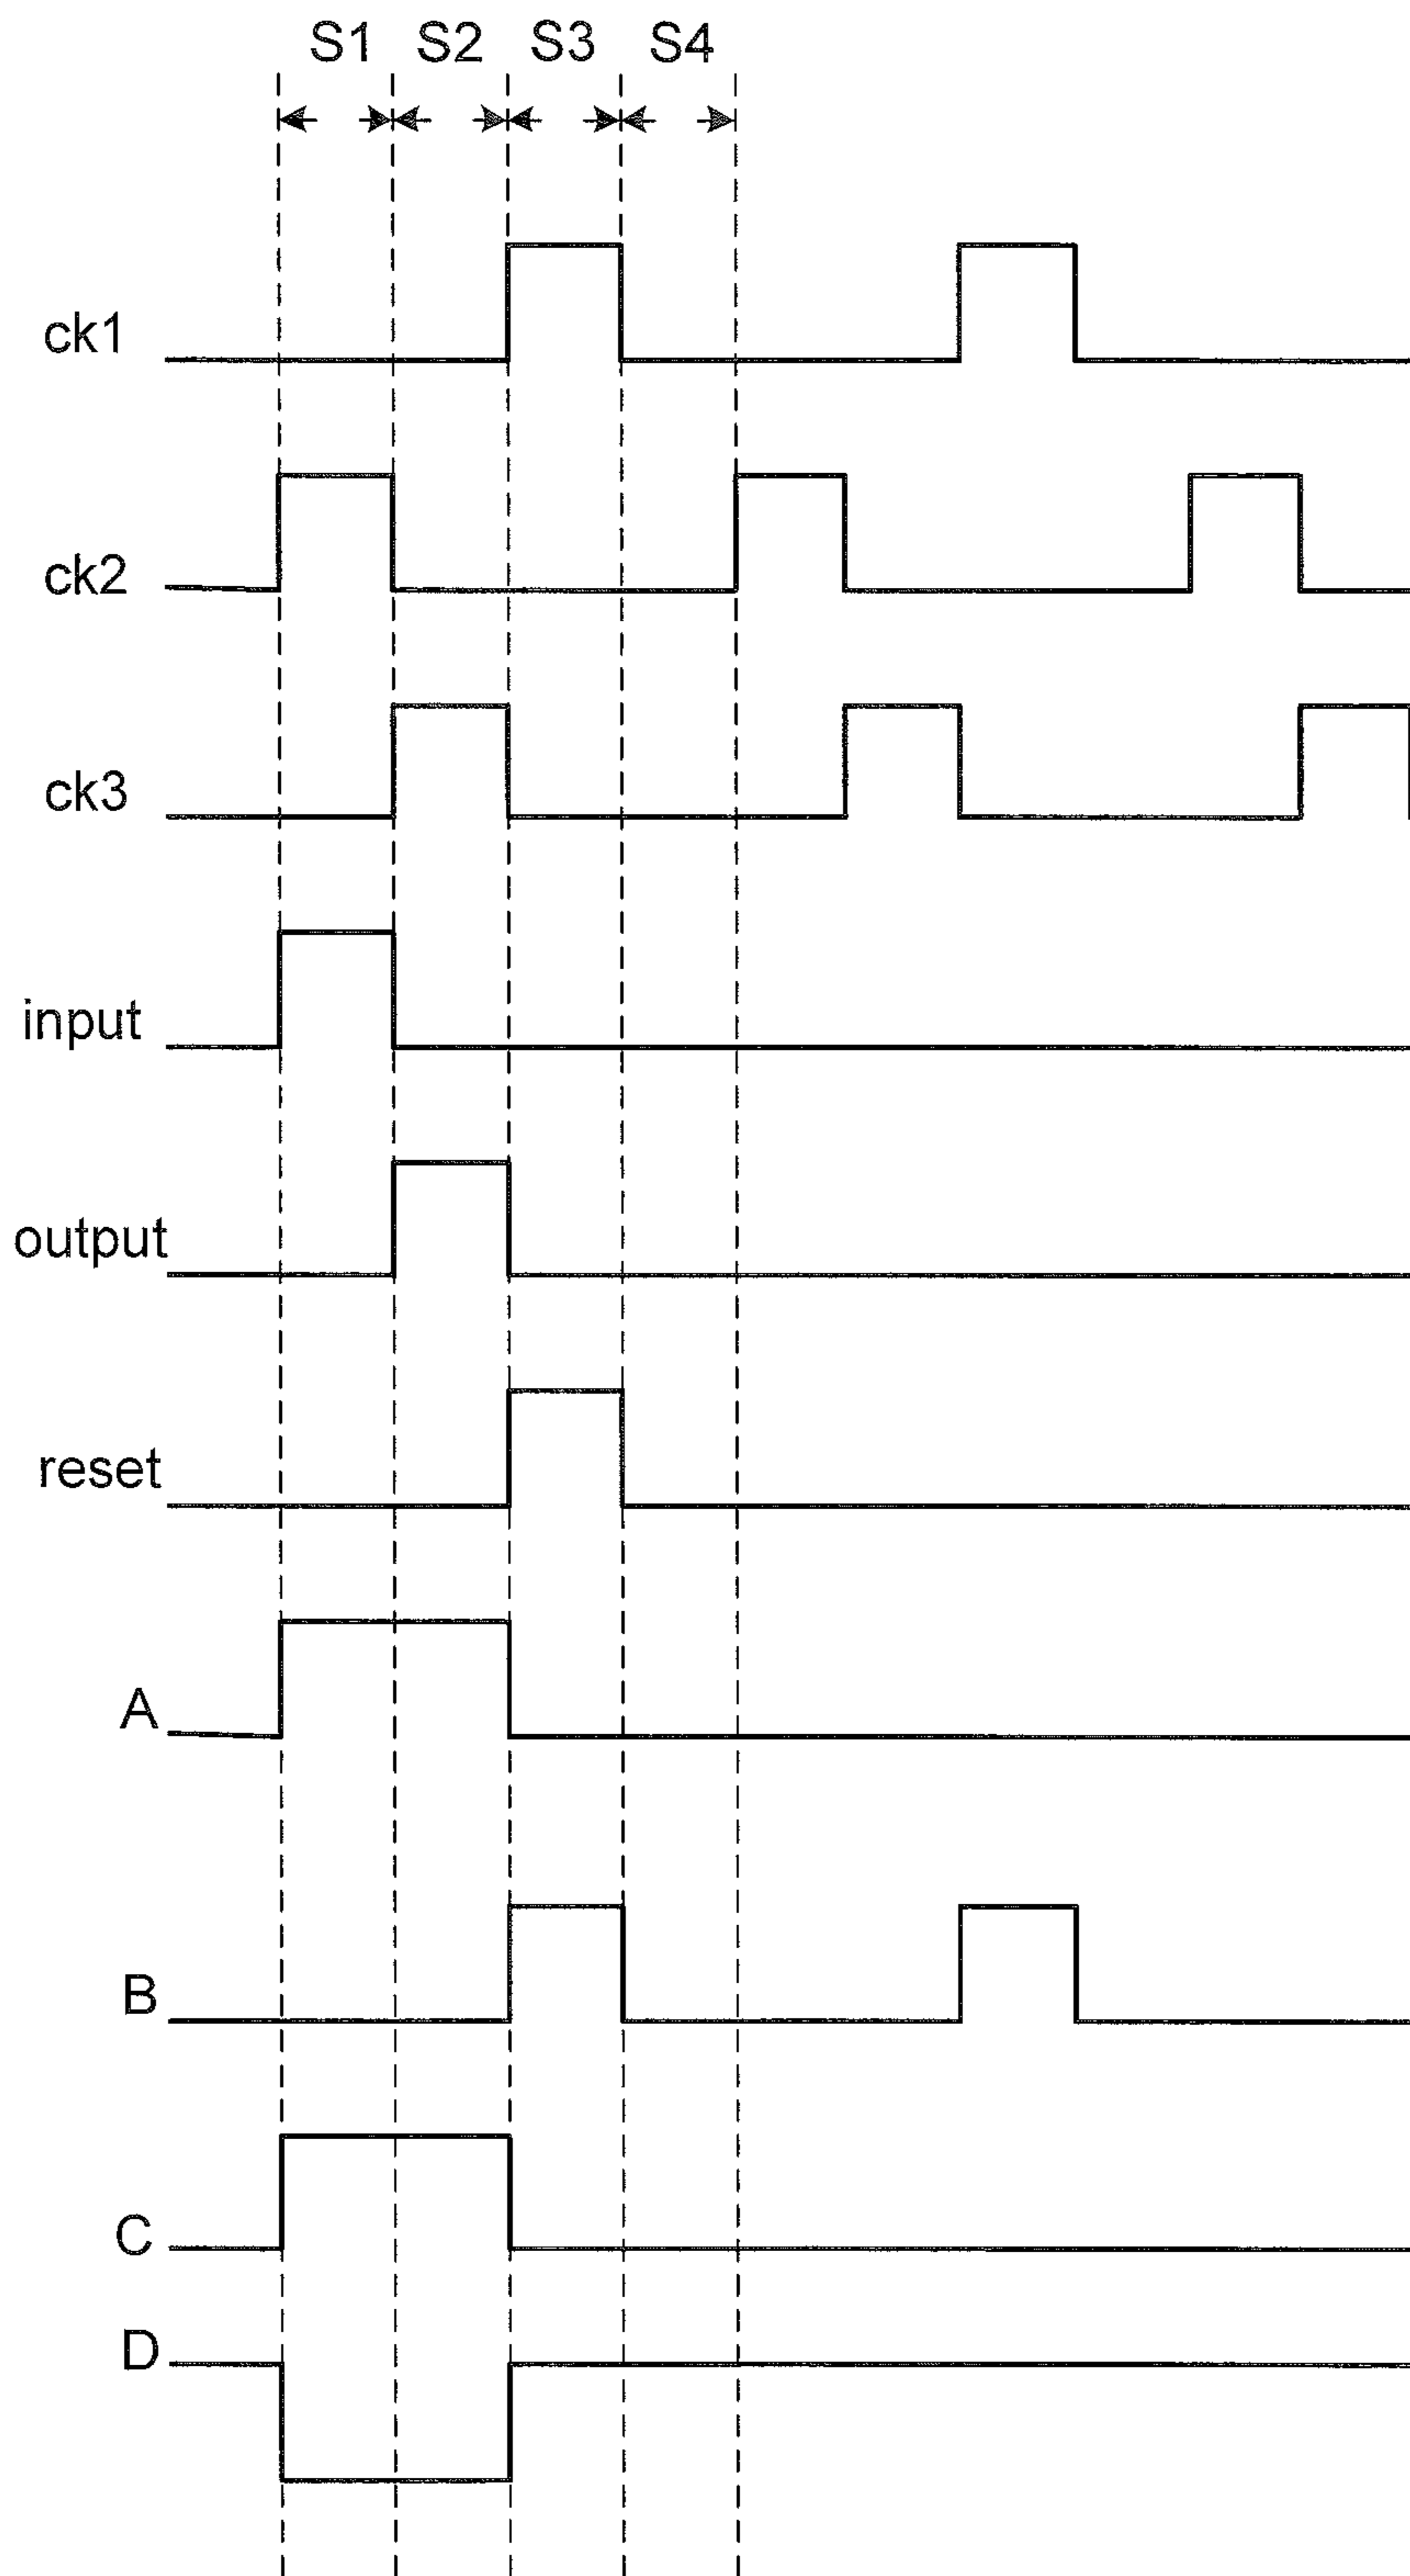 S1 S2 S3 S4
ck1
ck2
ck3
input
output
reset
A
B
C
D